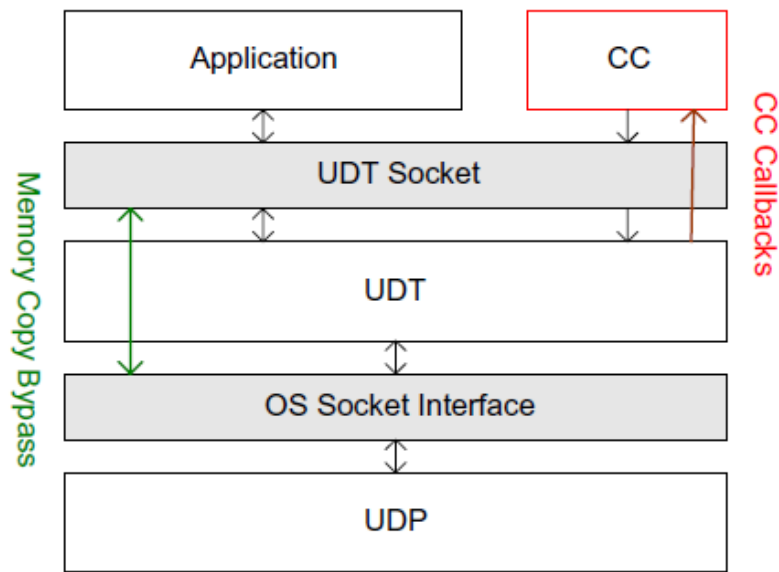 Application
CC
UDT Socket
UDT
OS Socket Interface
UDP
Memory Copy Bypass
CC Callbacks